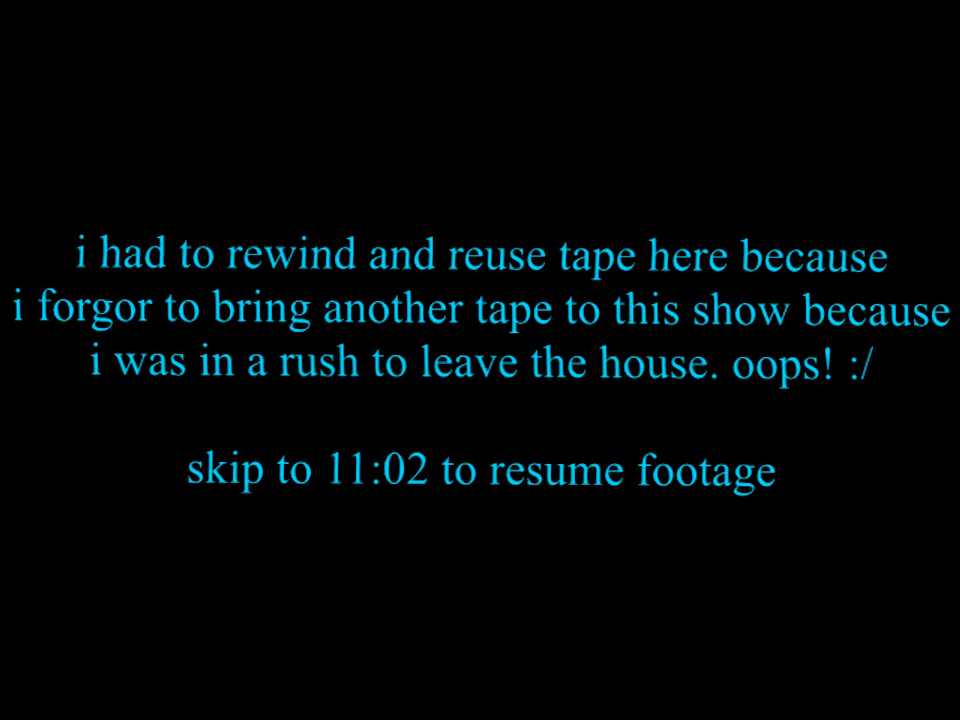 i had to rewind and reuse tape here because
i forgor to bring another tape to this show because
i was in a rush to leave the house. oops! :/
skip to 11:02 to resume footage